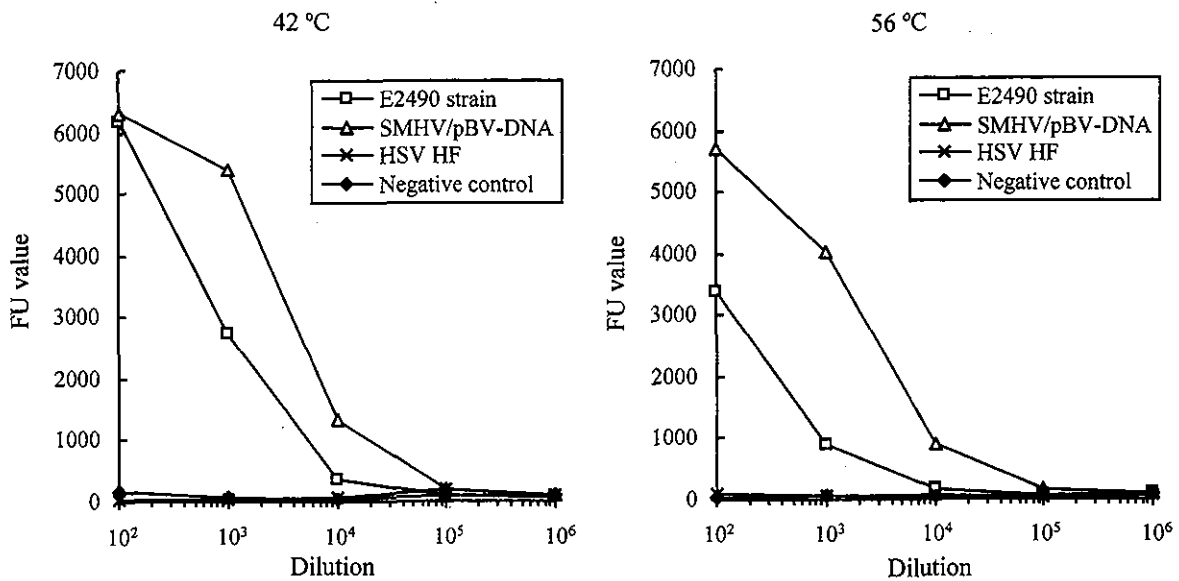 42 ºC
7000
6000
5000
4000
3000
2000
1000
0
FU value
E2490 strain
SMHV/pBV-DNA
HSV HF
Negative control
10²
10³
10⁴
10⁵
10⁶
Dilution
56 ºC
7000
6000
5000
4000
3000
2000
1000
0
FU value
E2490 strain
SMHV/pBV-DNA
HSV HF
Negative control
10²
10³
10⁴
10⁵
10⁶
Dilution